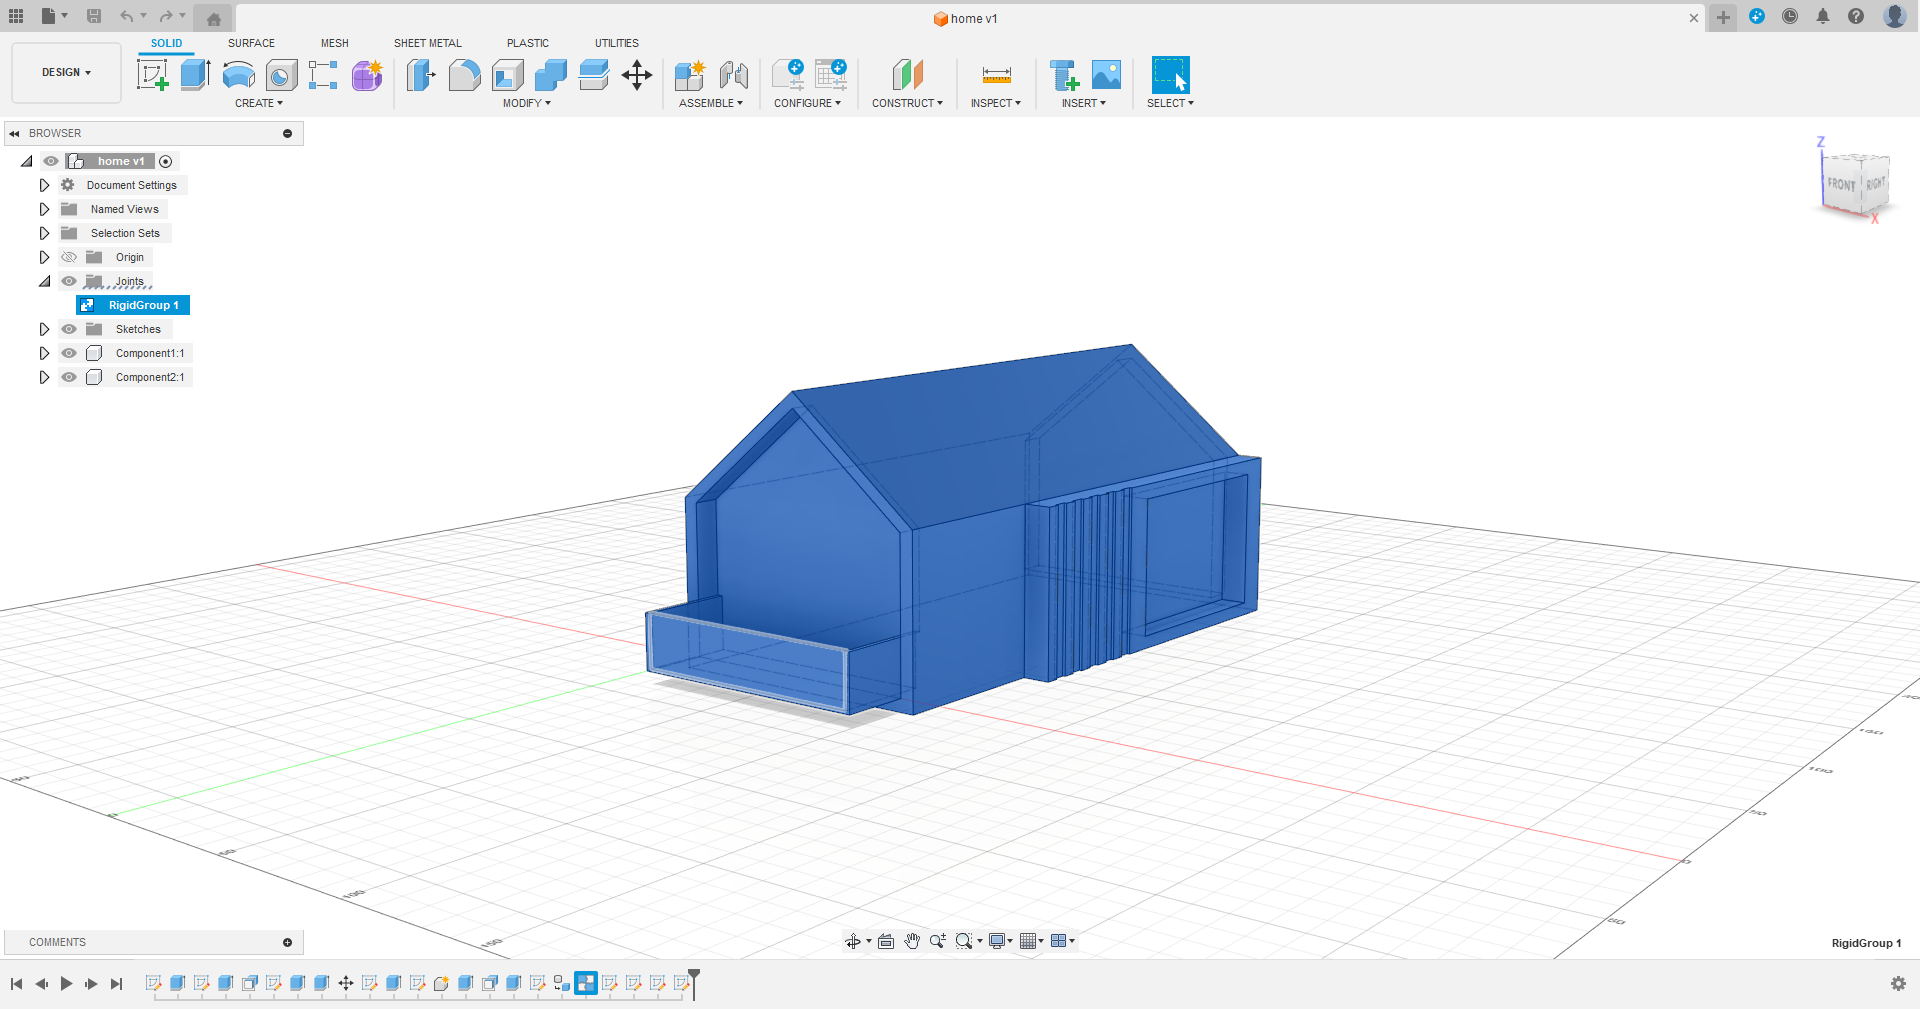 home v1
DESIGN
SOLID SURFACE MESH SHEET METAL PLASTIC UTILITIES
CREATE MODIFY ASSEMBLE CONFIGURE CONSTRUCT INSPECT INSERT SELECT
BROWSER
home v1
Document Settings
Named Views
Selection Sets
Origin
Joints
RigidGroup 1
Sketches
Component1:1
Component2:1
Z
FRONT RIGHT
X
COMMENTS
RigidGroup 1